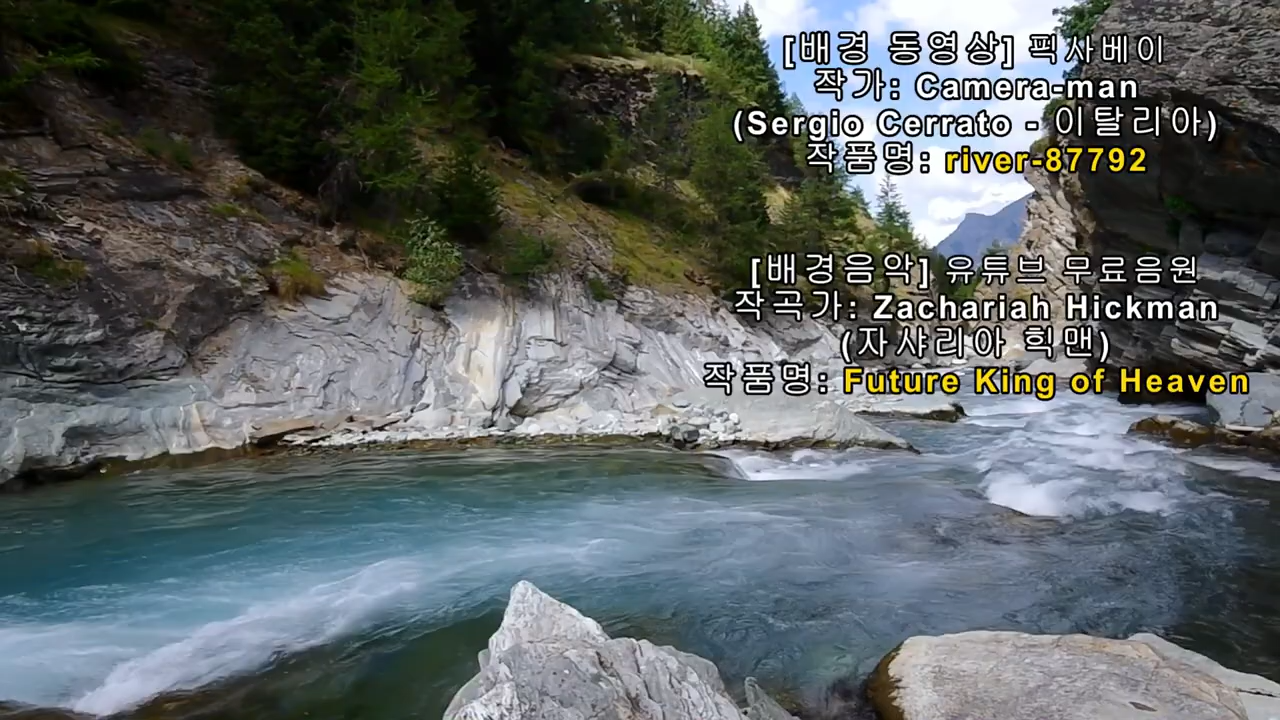 [배경 동영상] 픽사베이
작가: Camera-man
(Sergio Cerrato - 이탈리아)
작품명: river-87792
[배경음악] 유튜브 무료음원
작곡가: Zachariah Hickman
(자샤리아 힉맨)
작품명: Future King of Heaven